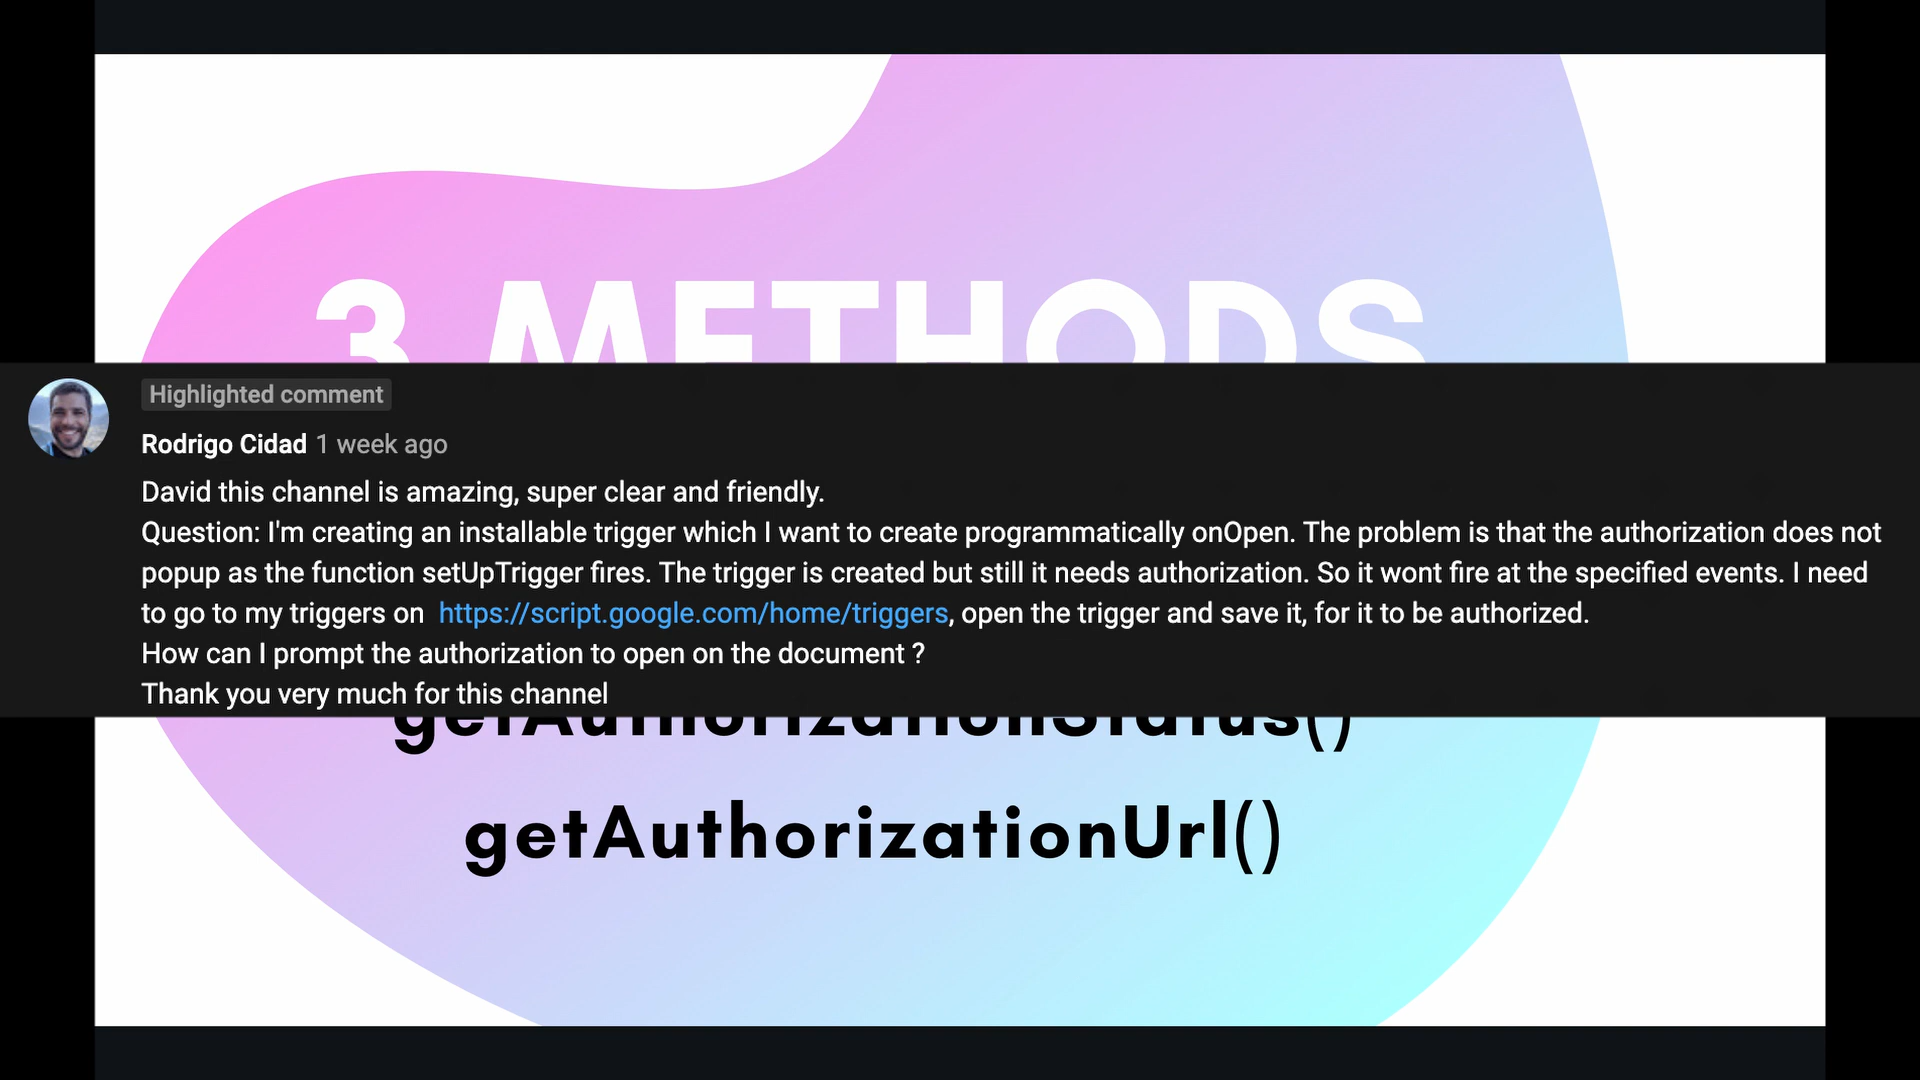 3 METHODS
Highlighted comment
Rodrigo Cidad 1 week ago
David this channel is amazing, super clear and friendly.
Question: I'm creating an installable trigger which I want to create programmatically onOpen. The problem is that the authorization does not
popup as the function setUpTrigger fires. The trigger is created but still it needs authorization. So it wont fire at the specified events. I need
to go to my triggers on https://script.google.com/home/triggers, open the trigger and save it, for it to be authorized.
How can I prompt the authorization to open on the document ?
Thank you very much for this channel
getAuthorizationStatus()
getAuthorizationUrl()